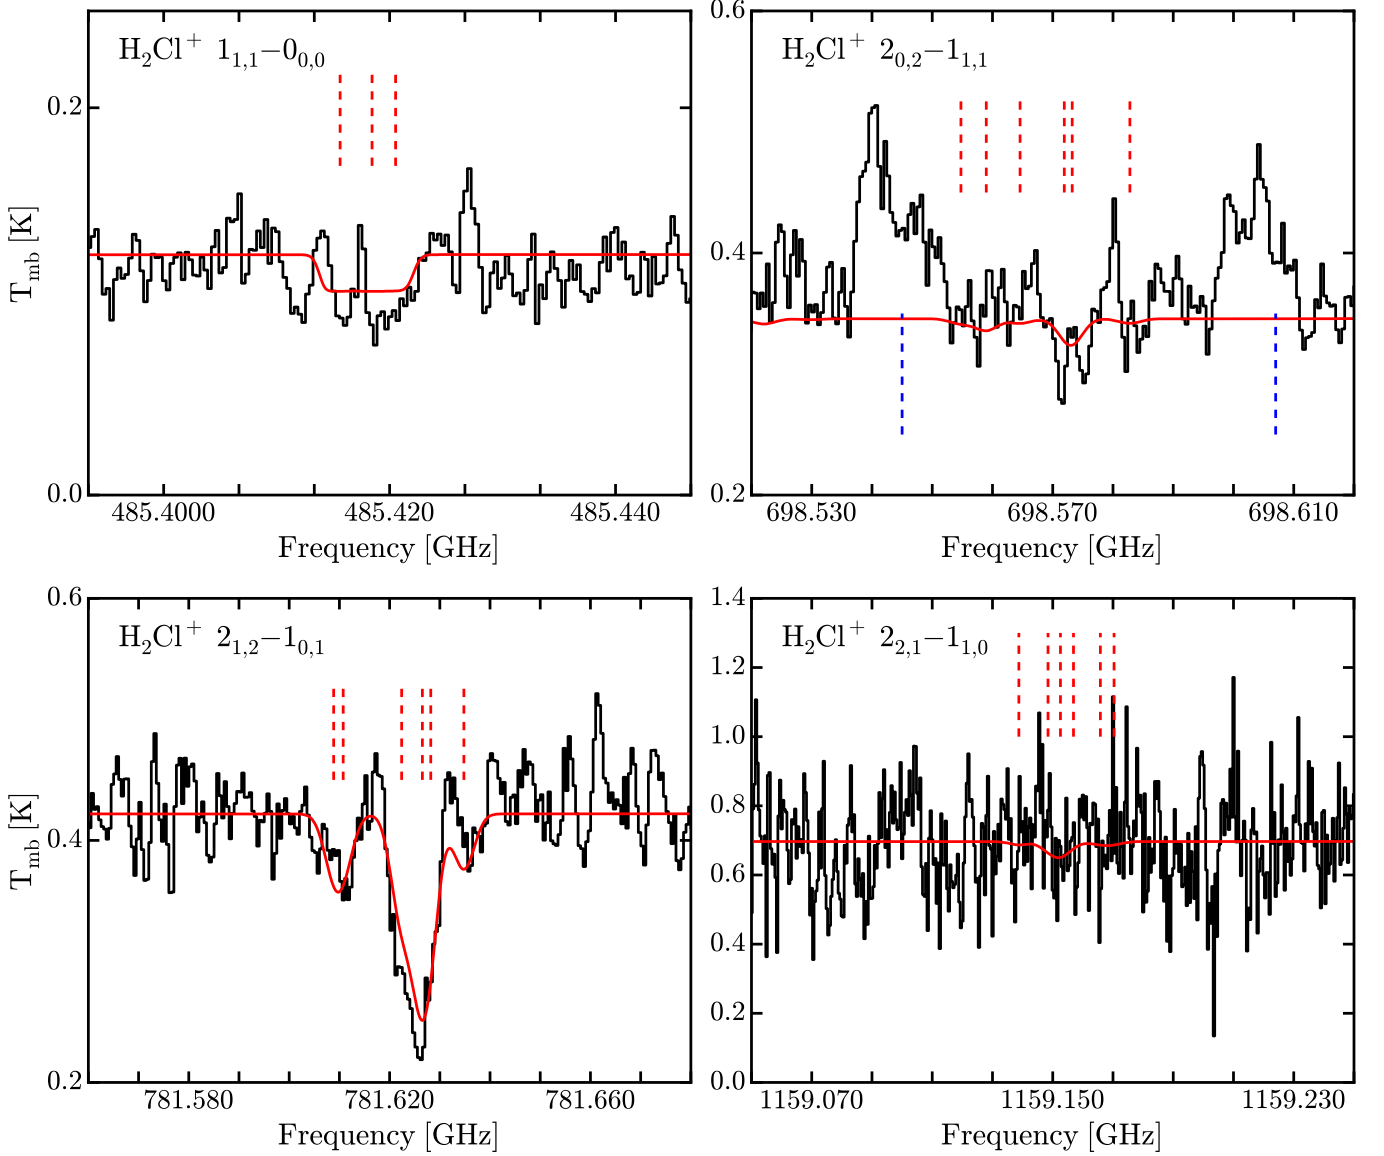 H₂Cl⁺ 1₁,₁−0₀,₀
0.2
0.0
T_mb [K]
485.4000 485.420 485.440
Frequency [GHz]
H₂Cl⁺ 2₀,₂−1₁,₁
0.6
0.4
0.2
698.530 698.570 698.610
Frequency [GHz]
H₂Cl⁺ 2₁,₂−1₀,₁
0.6
0.4
0.2
T_mb [K]
781.580 781.620 781.660
Frequency [GHz]
H₂Cl⁺ 2₂,₁−1₁,₀
1.4
1.2
1.0
0.8
0.6
0.4
0.2
0.0
1159.070 1159.150 1159.230
Frequency [GHz]